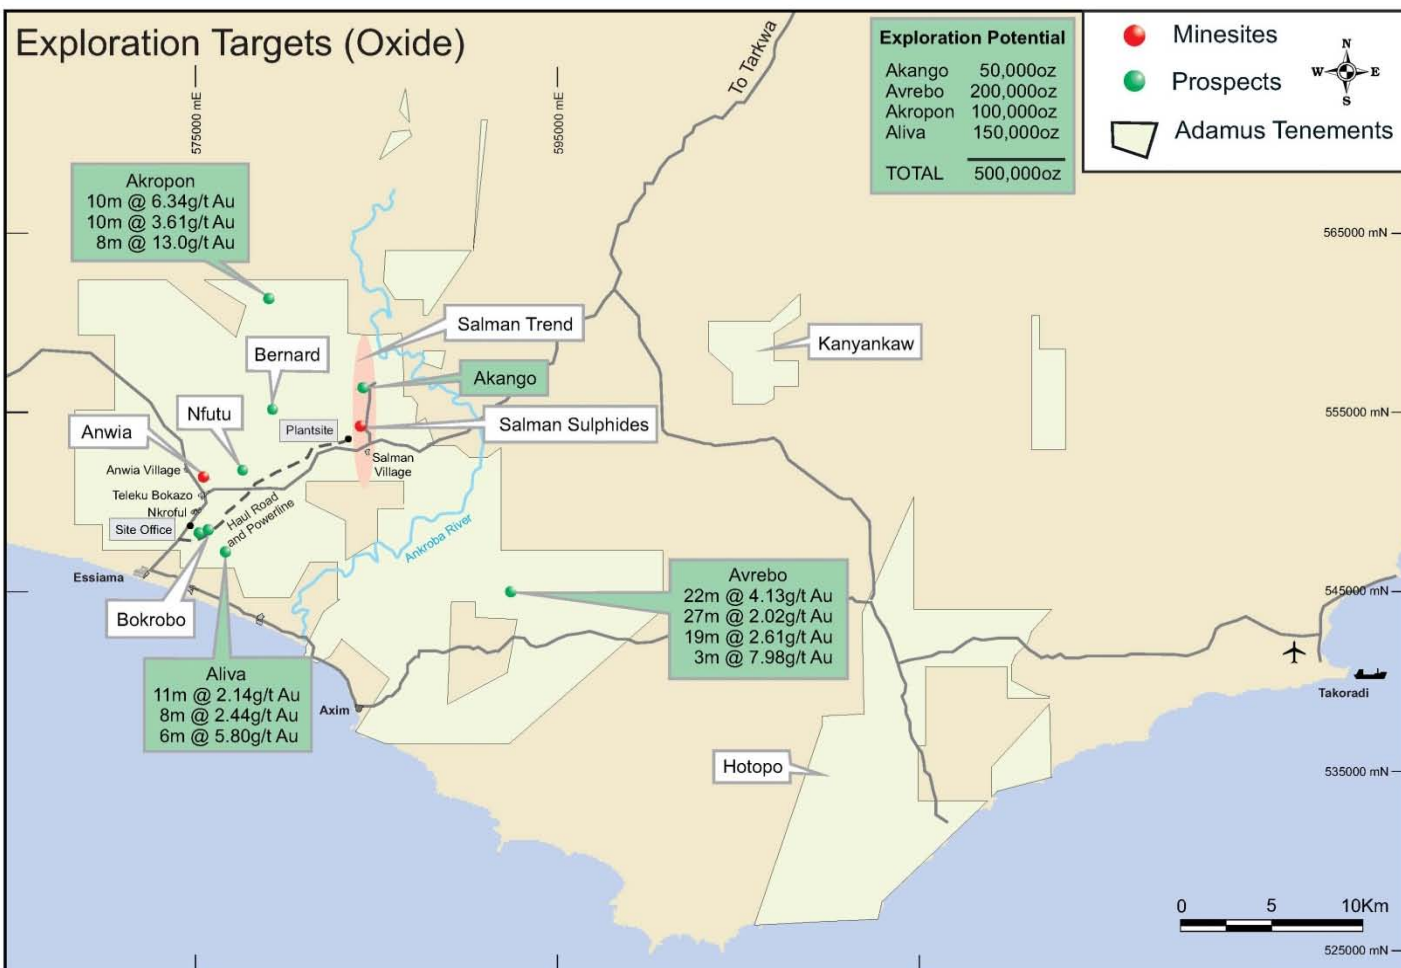 Exploration Targets (Oxide)
575000 mE
595000 mE
To Tarkwa
Exploration Potential
Akango 50,000oz
Avrebo 200,000oz
Akropon 100,000oz
Aliva 150,000oz
TOTAL 500,000oz
Minesites
Prospects
Adamus Tenements
N
W E
S
Akropon
10m @ 6.34g/t Au
10m @ 3.61g/t Au
8m @ 13.0g/t Au
565000 mN
Salman Trend
Kanyankaw
Bernard
Akango
Nfutu
555000 mN
Anwia
Plantsite
Salman Sulphides
Salman
Village
Anwia Village
Teleku Bokazo
Nkroful
Haul Road
and Powerline
Site Office
Ankroba River
Essiama
Avrebo
22m @ 4.13g/t Au
27m @ 2.02g/t Au
19m @ 2.61g/t Au
3m @ 7.98g/t Au
545000 mN
Bokrobo
Aliva
11m @ 2.14g/t Au
8m @ 2.44g/t Au
6m @ 5.80g/t Au
Axim
Takoradi
Hotopo
535000 mN
0 5 10Km
525000 mN